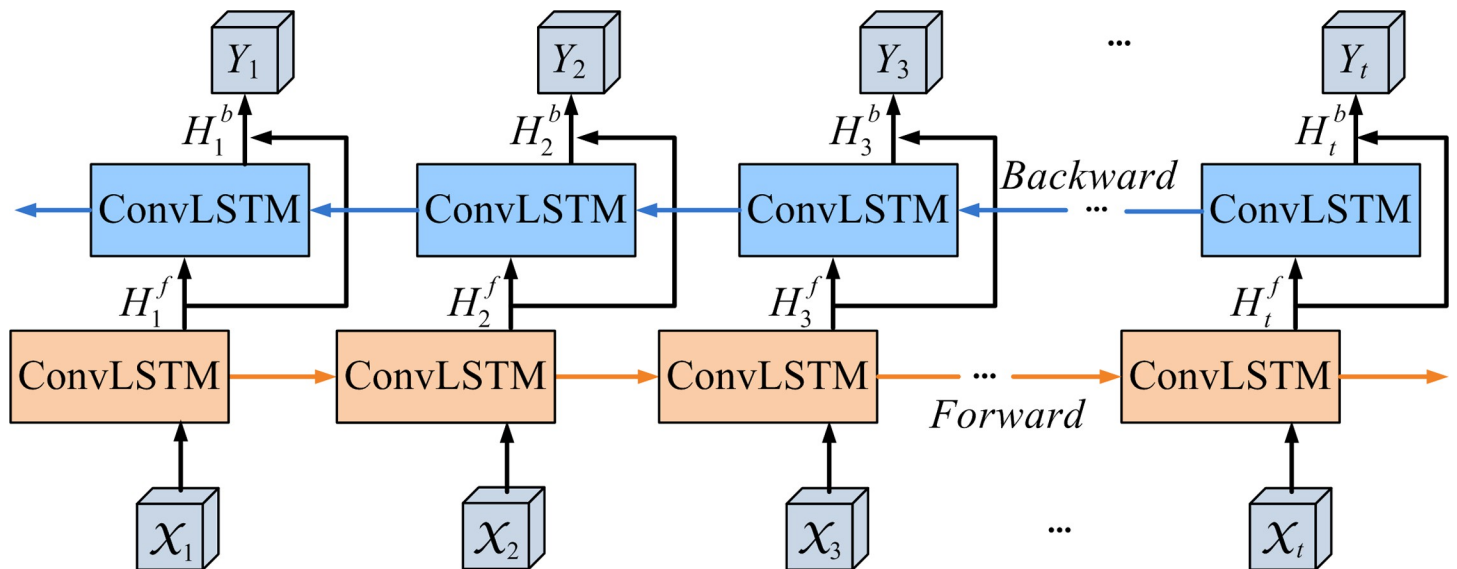 Y₁ Y₂ Y₃ ... Yₜ
H₁ᵇ H₂ᵇ H₃ᵇ Hₜᵇ
Backward
ConvLSTM ConvLSTM ConvLSTM ... ConvLSTM
H₁ᶠ H₂ᶠ H₃ᶠ Hₜᶠ
ConvLSTM ConvLSTM ConvLSTM ... ConvLSTM
Forward
𝒳₁ 𝒳₂ 𝒳₃ ... 𝒳ₜ